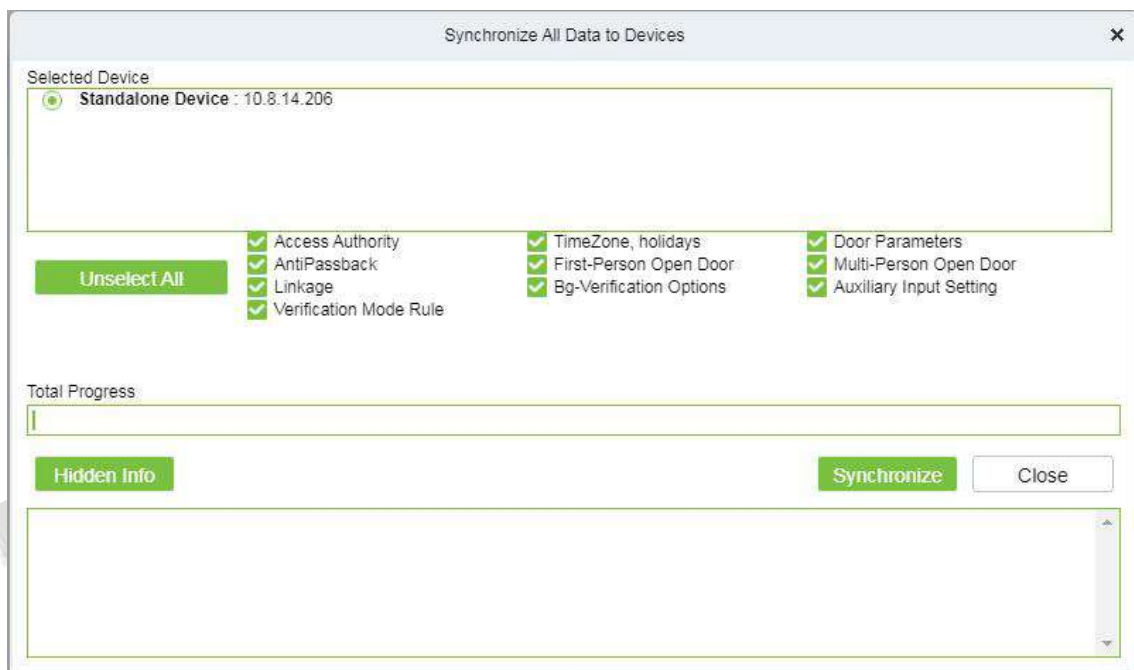 Synchronize All Data to Devices
Selected Device
Standalone Device : 10.8.14.206
Unselect All
Access Authority
TimeZone, holidays
Door Parameters
AntiPassback
First-Person Open Door
Multi-Person Open Door
Linkage
Bg-Verification Options
Auxiliary Input Setting
Verification Mode Rule
Total Progress
Hidden Info
Synchronize
Close